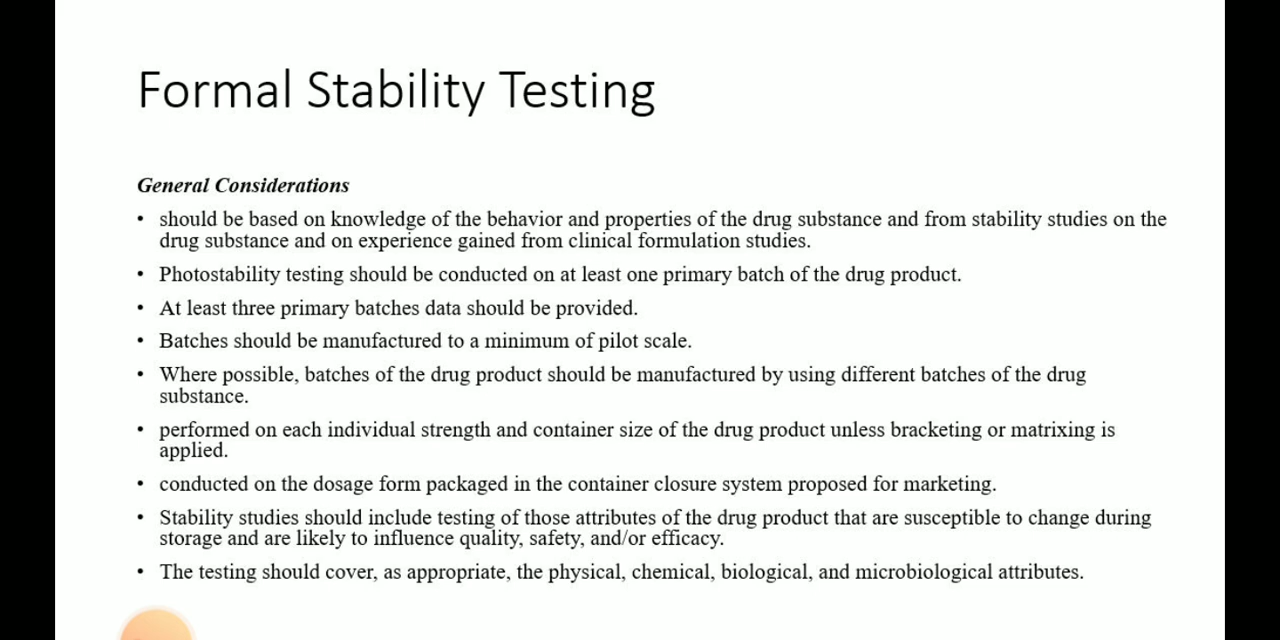 Formal Stability Testing
General Considerations
• should be based on knowledge of the behavior and properties of the drug substance and from stability studies on the
drug substance and on experience gained from clinical formulation studies.
• Photostability testing should be conducted on at least one primary batch of the drug product.
• At least three primary batches data should be provided.
• Batches should be manufactured to a minimum of pilot scale.
• Where possible, batches of the drug product should be manufactured by using different batches of the drug
substance.
• performed on each individual strength and container size of the drug product unless bracketing or matrixing is
applied.
• conducted on the dosage form packaged in the container closure system proposed for marketing.
• Stability studies should include testing of those attributes of the drug product that are susceptible to change during
storage and are likely to influence quality, safety, and/or efficacy.
• The testing should cover, as appropriate, the physical, chemical, biological, and microbiological attributes.